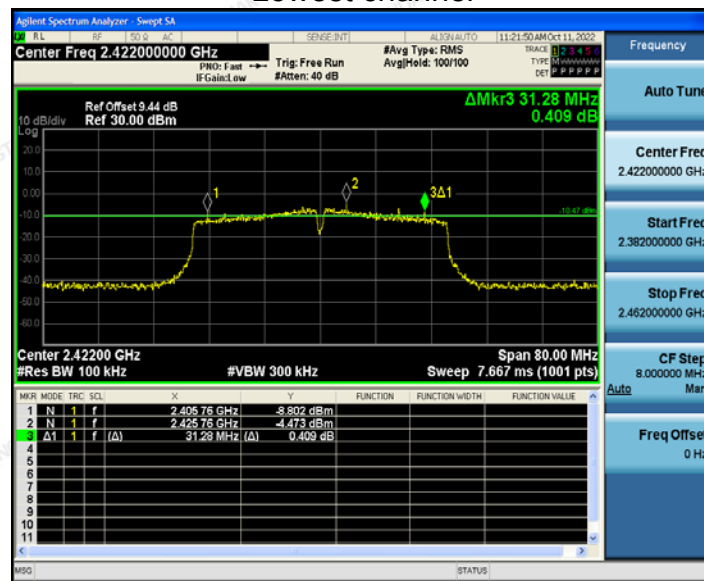 Lowest channel
Agilent Spectrum Analyzer - Swept SA
RL RF 50 Ω AC SENSE:INT ALIGNAUTO 11:21:50 AM Oct 11, 2022
Center Freq 2.422000000 GHz
PNO: Fast
IFGain:Low
Trig: Free Run
#Atten: 40 dB
#Avg Type: RMS
Avg|Hold: 100/100
TRACE 1 2 3 4 5 6
TYPE M
DET P P P P P P
Frequency
Ref Offset 9.44 dB
10 dB/div Ref 30.00 dBm
Log
ΔMkr3 31.28 MHz
0.409 dB
20.0
10.0
0.00
-10.0
-20.0
-30.0
-40.0
-50.0
-60.0
1
2
3Δ1
-10.47 dBm
Center 2.42200 GHz Span 80.00 MHz
#Res BW 100 kHz #VBW 300 kHz Sweep 7.667 ms (1001 pts)
MKR MODE TRC SCL X Y FUNCTION FUNCTION WIDTH FUNCTION VALUE
1 N 1 f 2.405 76 GHz -8.802 dBm
2 N 1 f 2.425 76 GHz -4.473 dBm
3 Δ1 1 f (Δ) 31.28 MHz (Δ) 0.409 dB
4
5
6
7
8
9
10
11
MSG STATUS
Auto Tune
Center Freq
2.422000000 GHz
Start Freq
2.382000000 GHz
Stop Freq
2.462000000 GHz
CF Step
8.000000 MHz
Auto Man
Freq Offset
0 Hz